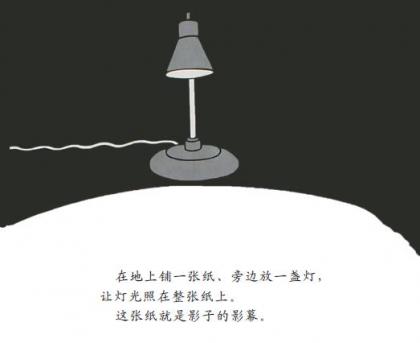 在地上铺一张纸、旁边放一盏灯，
让灯光照在整张纸上。
这张纸就是影子的影幕。